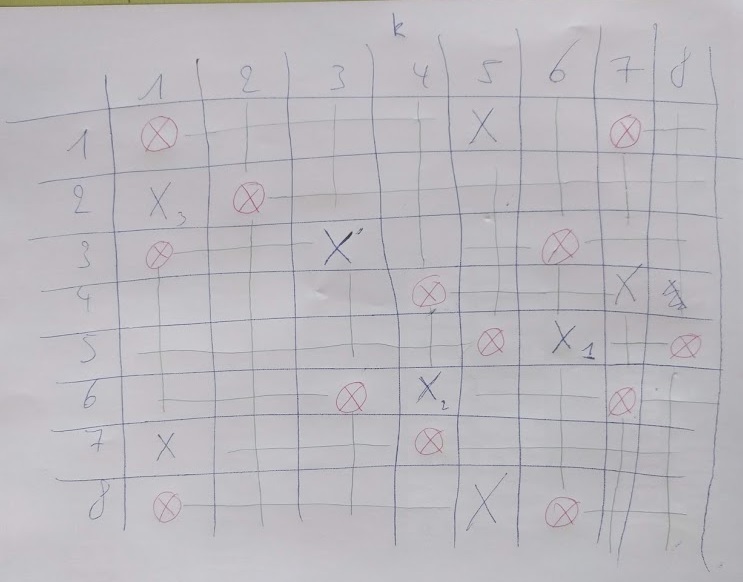 k
1 2 3 4 5 6 7 8
1 X X X
2 X3 X
3 X X X
4 X X
5 X X1 X
6 X X2 X
7 X X
8 X X X